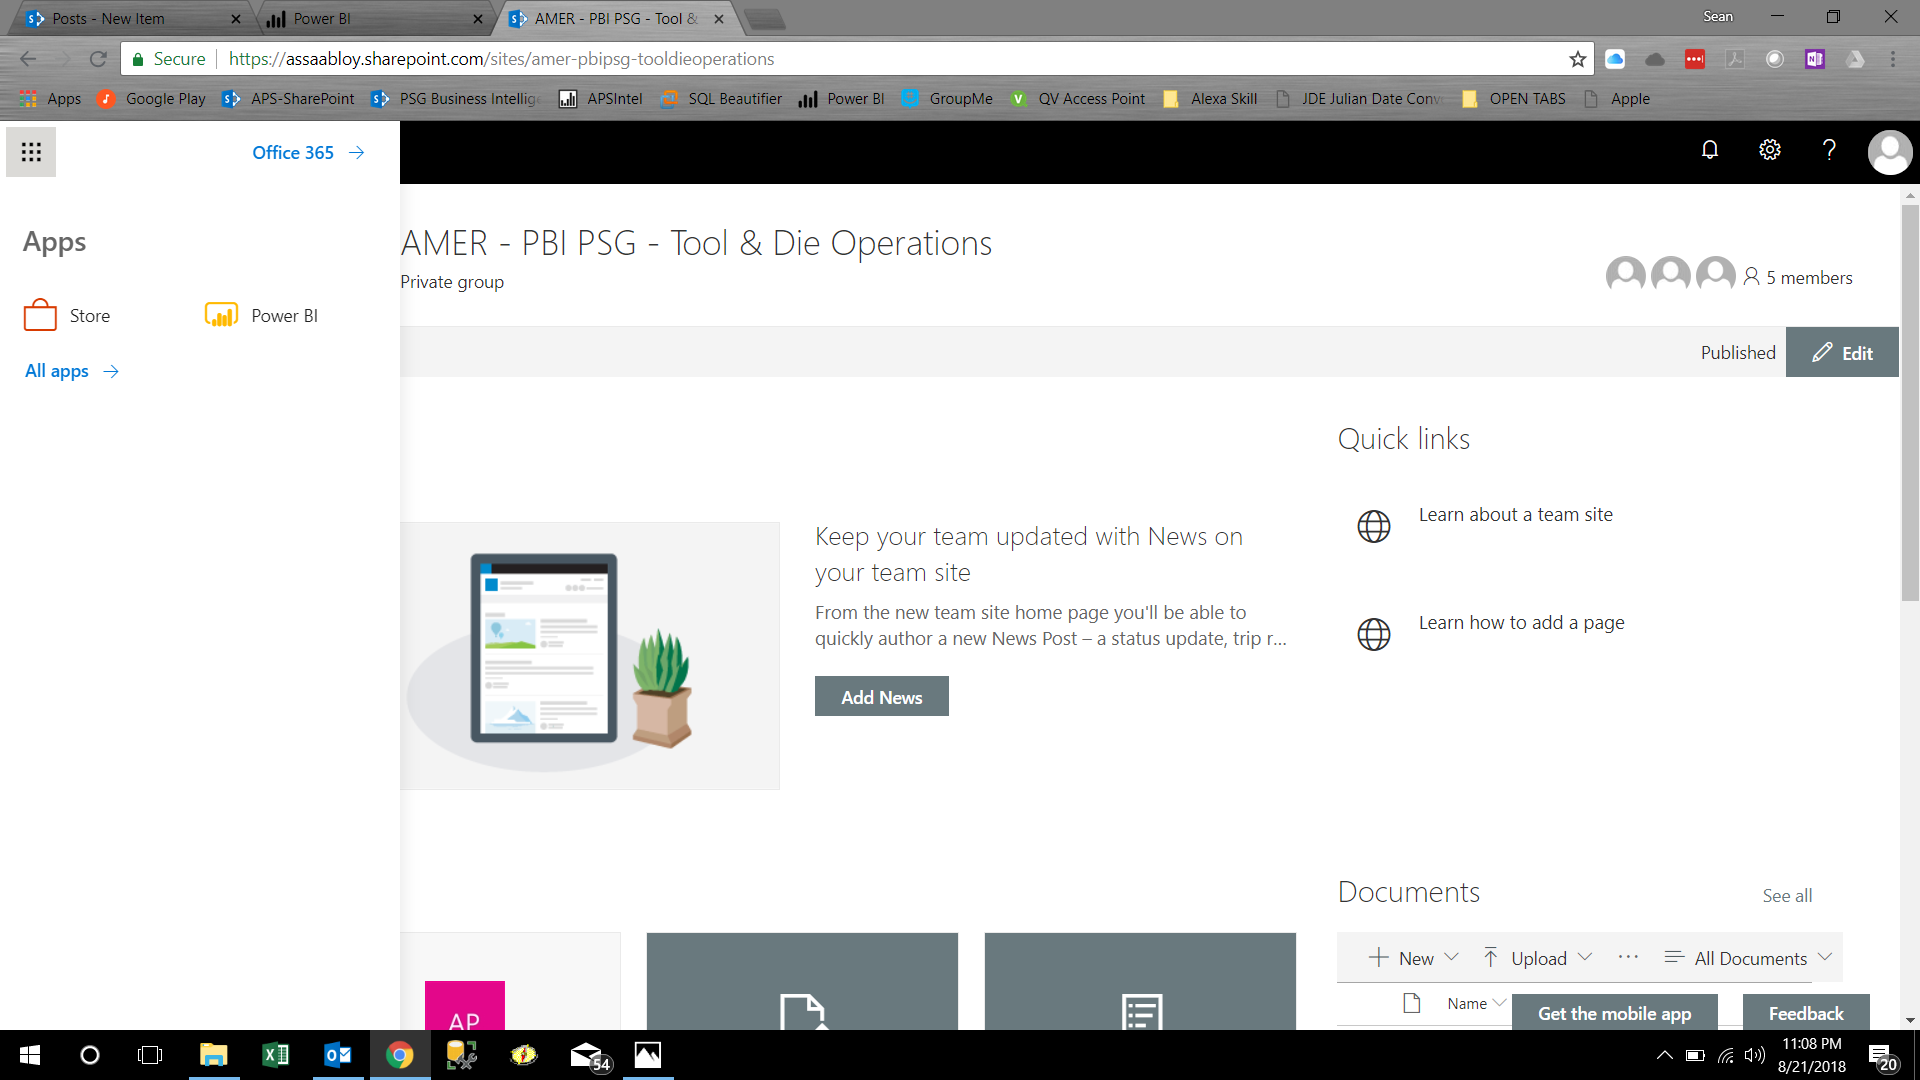 Posts - New Item
Power BI
AMER - PBI PSG - Tool &
Sean
Secure
https://assaabloy.sharepoint.com/sites/amer-pbipsg-tooldieoperations
Apps
Google Play
APS-SharePoint
PSG Business Intellig
APSIntel
SQL Beautifier
Power BI
GroupMe
QV Access Point
Alexa Skill
JDE Julian Date Conv
OPEN TABS
Apple
Office 365
Apps
Store
Power BI
All apps
AMER - PBI PSG - Tool & Die Operations
Private group
5 members
Published
Edit
Quick links
Learn about a team site
Learn how to add a page
Keep your team updated with News on
your team site
From the new team site home page you'll be able to
quickly author a new News Post – a status update, trip r...
Add News
Documents
See all
New
Upload
All Documents
Name
Get the mobile app
Feedback
AP
54
11:08 PM
8/21/2018
20